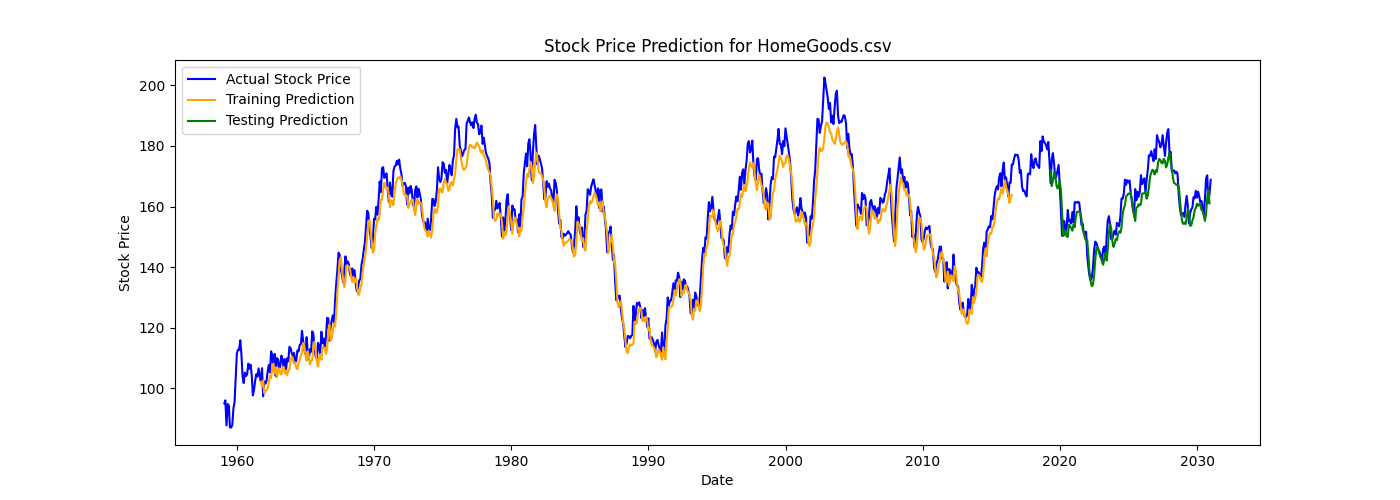 Stock Price Prediction for HomeGoods.csv
Actual Stock Price
Training Prediction
Testing Prediction
Stock Price
200
180
160
140
120
100
1960
1970
1980
1990
2000
2010
2020
2030
Date